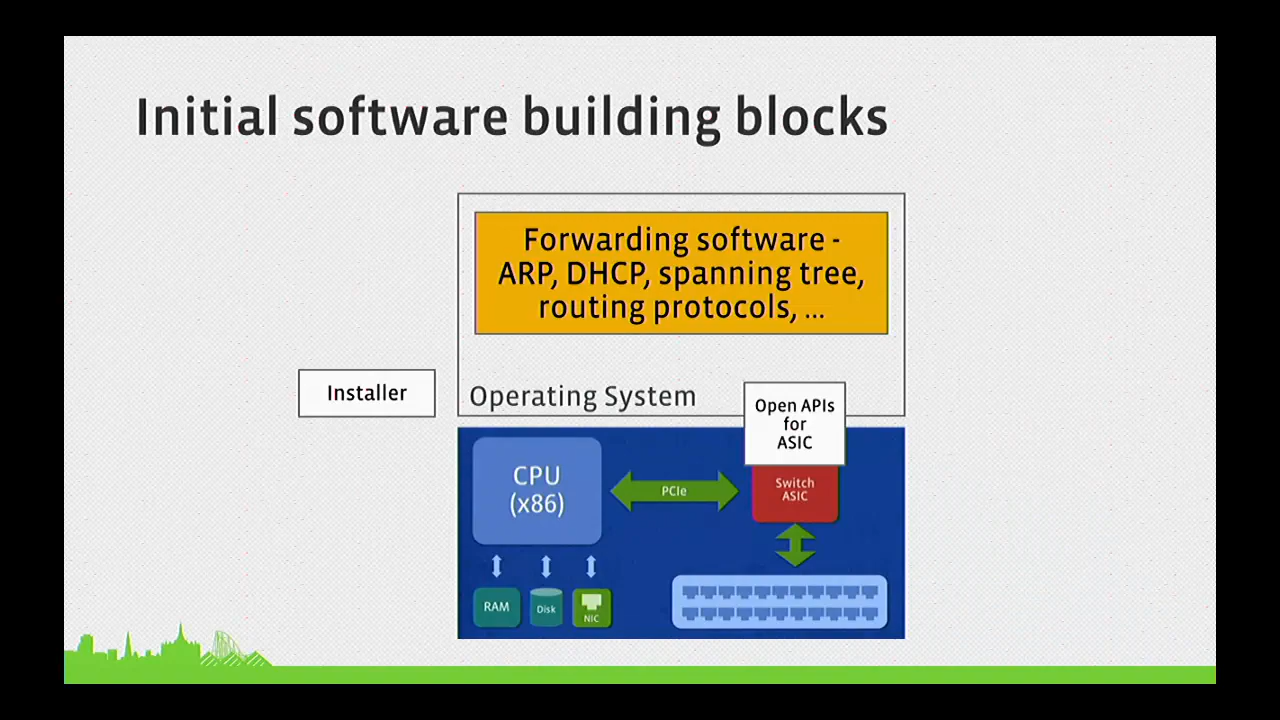 Initial software building blocks
Forwarding software -
ARP, DHCP, spanning tree,
routing protocols, ...
Installer
Operating System
Open APIs
for
ASIC
CPU
(x86)
PCIe
Switch
ASIC
RAM
Disk
NIC